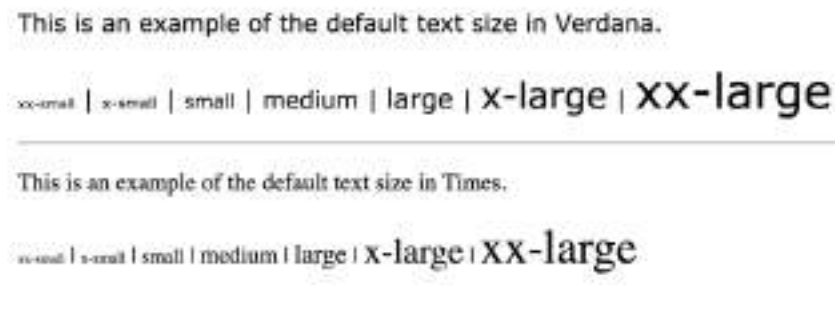 This is an example of the default text size in Verdana.
xx-small | x-small | small | medium | large | x-large | xx-large
This is an example of the default text size in Times.
xx-small | x-small | small | medium | large | x-large | xx-large